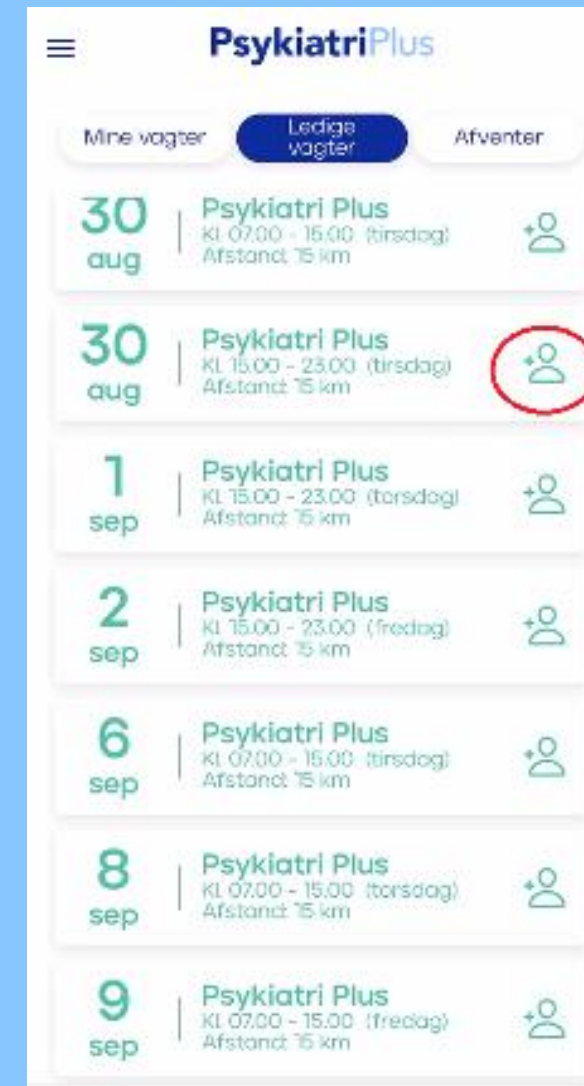 PsykiatriPlus
Mine vagter
Ledige
vagter
Afventer
30
aug
Psykiatri Plus
Kl. 07.00 - 15.00 (tirsdag)
Afstand: 15 km
30
aug
Psykiatri Plus
Kl. 15.00 - 23.00 (tirsdag)
Afstand: 15 km
1
sep
Psykiatri Plus
Kl. 15.00 - 23.00 (torsdag)
Afstand: 15 km
2
sep
Psykiatri Plus
Kl. 15.00 - 23.00 (fredag)
Afstand: 15 km
6
sep
Psykiatri Plus
Kl. 07.00 - 15.00 (tirsdag)
Afstand: 15 km
8
sep
Psykiatri Plus
Kl. 07.00 - 15.00 (torsdag)
Afstand: 15 km
9
sep
Psykiatri Plus
Kl. 07.00 - 15.00 (fredag)
Afstand: 15 km